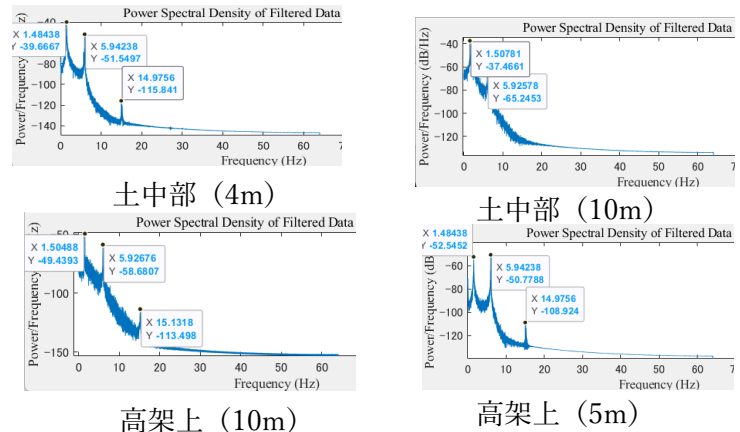 Power Spectral Density of Filtered Data
-40
X 1.48438
Y -39.6667
X 5.94238
Y -51.5497
X 14.9756
Y -115.841
-60
-80
-100
-120
-140
Power/Frequency
0 10 20 30 40 50 60
Frequency (Hz)
土中部（4m）
Power Spectral Density of Filtered Data
-40
X 1.50781
Y -37.4661
X 5.92578
Y -65.2453
-60
-80
-100
-120
Power/Frequency (dB/Hz)
0 10 20 30 40 50 60
Frequency (Hz)
土中部（10m）
Power Spectral Density of Filtered Data
-50
X 1.50488
Y -49.4393
X 5.92676
Y -58.6807
X 15.1318
Y -113.498
-100
-150
Power/Frequency
0 10 20 30 40 50 60
Frequency (Hz)
高架上（10m）
Power Spectral Density of Filtered Data
X 1.48438
Y -52.5452
X 5.94238
Y -50.7788
X 14.9756
Y -108.924
-60
-80
-100
-120
Power/Frequency (dB
0 10 20 30 40 50 60
Frequency (Hz)
高架上（5m）